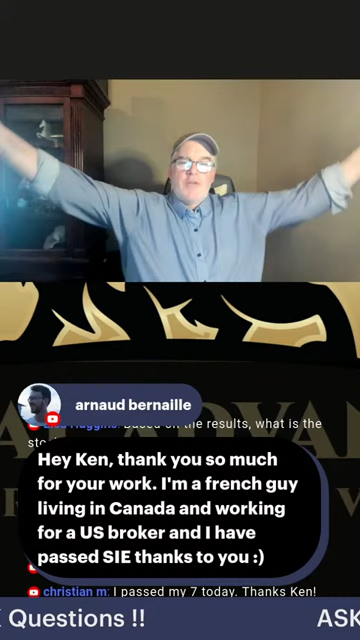 arnaud bernaille
Based on the results, what is the
Hey Ken, thank you so much
for your work. I'm a french guy
living in Canada and working
for a US broker and I have
passed SIE thanks to you :)
christian m: I passed my 7 today. Thanks Ken!
Questions !! ASK